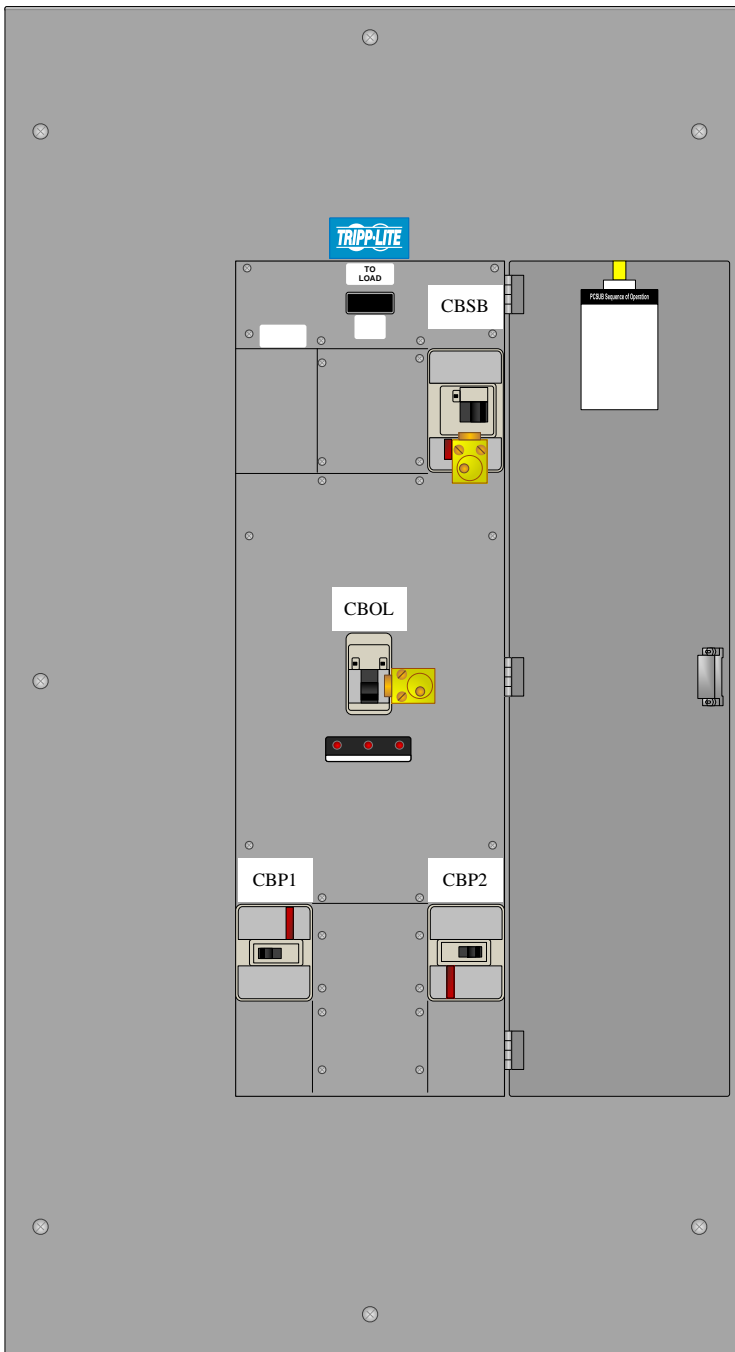 TRIPP·LITE
TO
LOAD
CBSB
PCSUB Sequence of Operation
CBOL
CBP1
CBP2